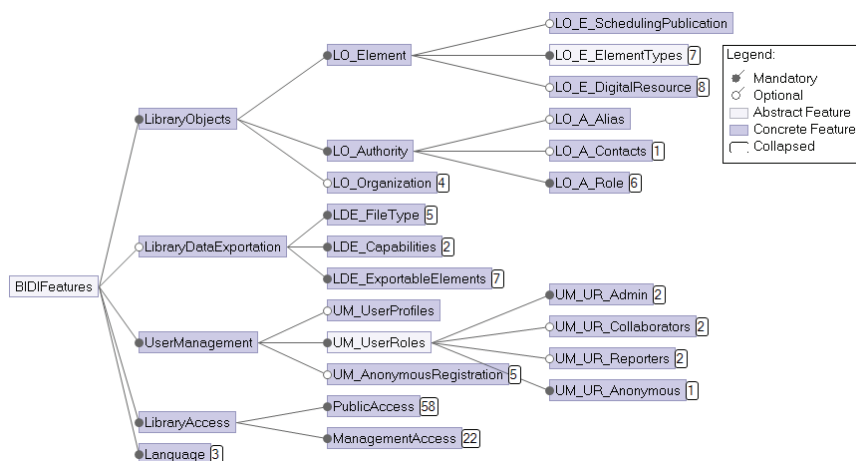 LO_E_SchedulingPublication
LO_Element
LO_E_ElementTypes 7
LO_E_DigitalResource 8
LibraryObjects
LO_A_Alias
LO_Authority
LO_A_Contacts 1
LO_Organization 4
LO_A_Role 6
LDE_FileType 5
LibraryDataExportation
LDE_Capabilities 2
LDE_ExportableElements 7
BIDIFeatures
UM_UserProfiles
UM_UR_Admin 2
UserManagement
UM_UserRoles
UM_UR_Collaborators 2
UM_AnonymousRegistration 5
UM_UR_Reporters 2
UM_UR_Anonymous 1
PublicAccess 58
LibraryAccess
ManagementAccess 22
Language 3
Legend:
Mandatory
Optional
Abstract Feature
Concrete Feature
Collapsed